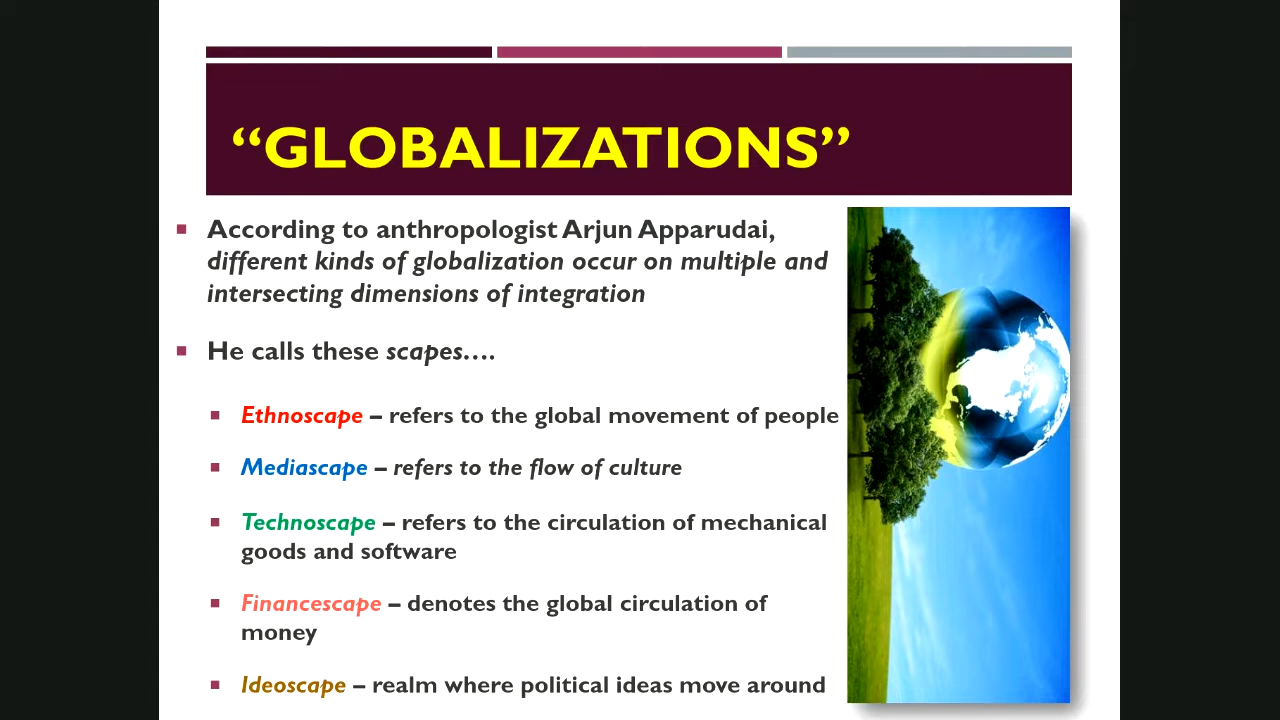 “GLOBALIZATIONS”
According to anthropologist Arjun Apparudai,
different kinds of globalization occur on multiple and
intersecting dimensions of integration
He calls these scapes….
Ethnoscape – refers to the global movement of people
Mediascape – refers to the flow of culture
Technoscape – refers to the circulation of mechanical
goods and software
Financescape – denotes the global circulation of
money
Ideoscape – realm where political ideas move around